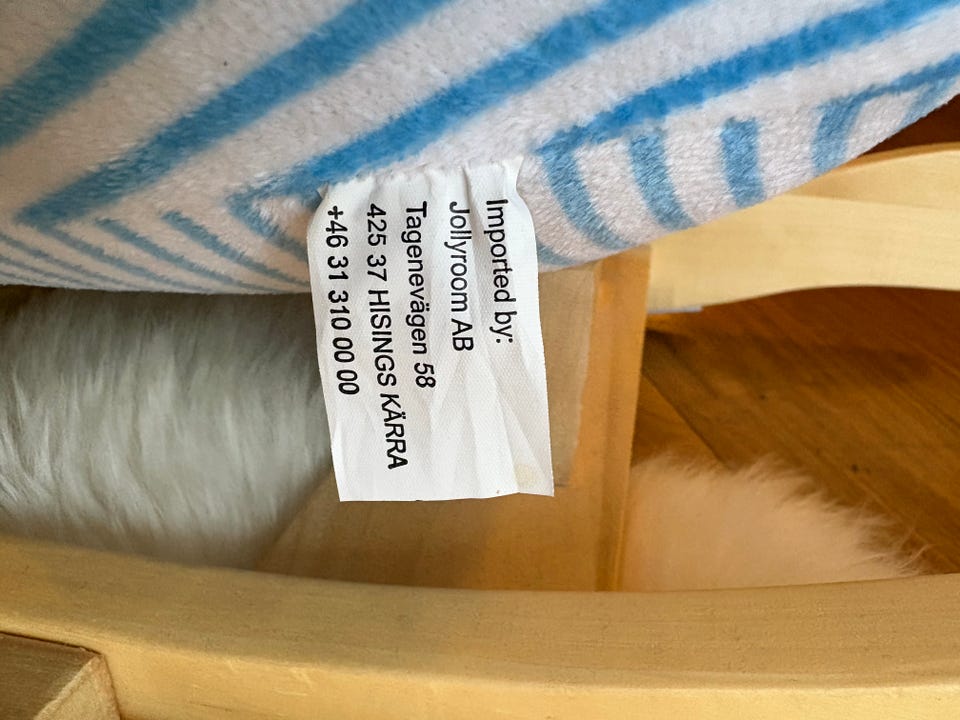 Imported by:
Jollyroom AB
Tagenevägen 58
425 37 HISINGS KÄRRA
+46 31 310 00 00